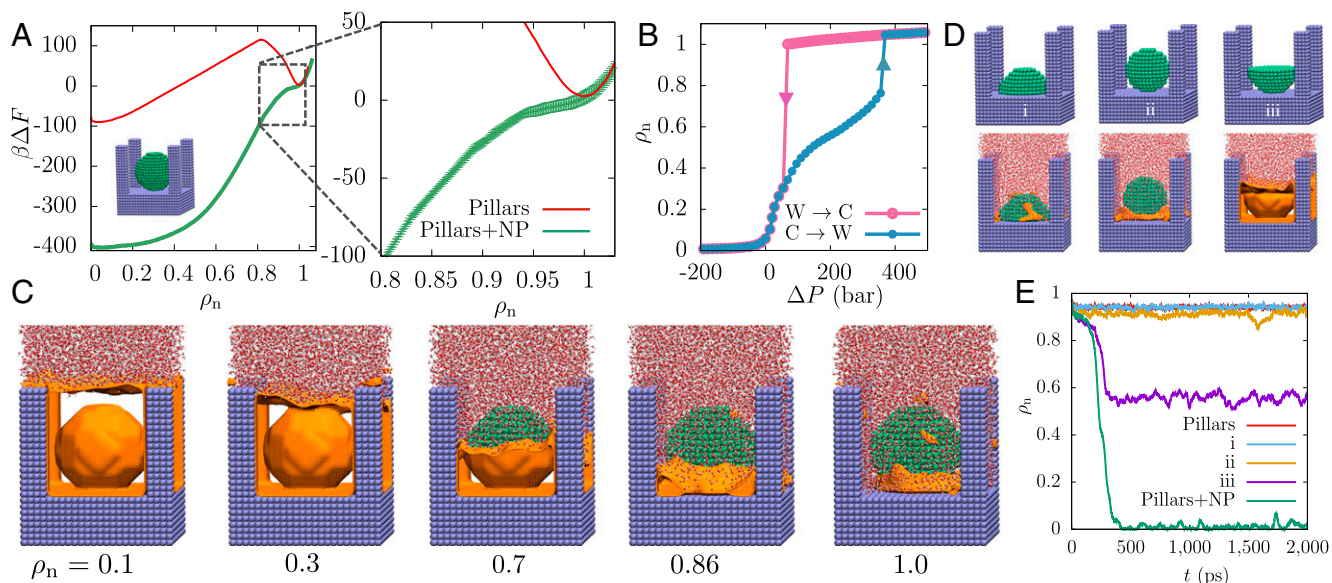 A
βΔF
100
0
-100
-200
-300
-400
0 0.2 0.4 0.6 0.8 1
ρn
50
0
-50
-100
Pillars
Pillars+NP
0.8 0.85 0.9 0.95 1
ρn
B
ρn
1
0.8
0.6
0.4
0.2
0
W → C
C → W
-200 0 200 400
ΔP (bar)
D
i
ii
iii
C
ρn = 0.1
0.3
0.7
0.86
1.0
E
ρn
1
0.8
0.6
0.4
0.2
0
Pillars
i
ii
iii
Pillars+NP
0 500 1,000 1,500 2,000
t (ps)